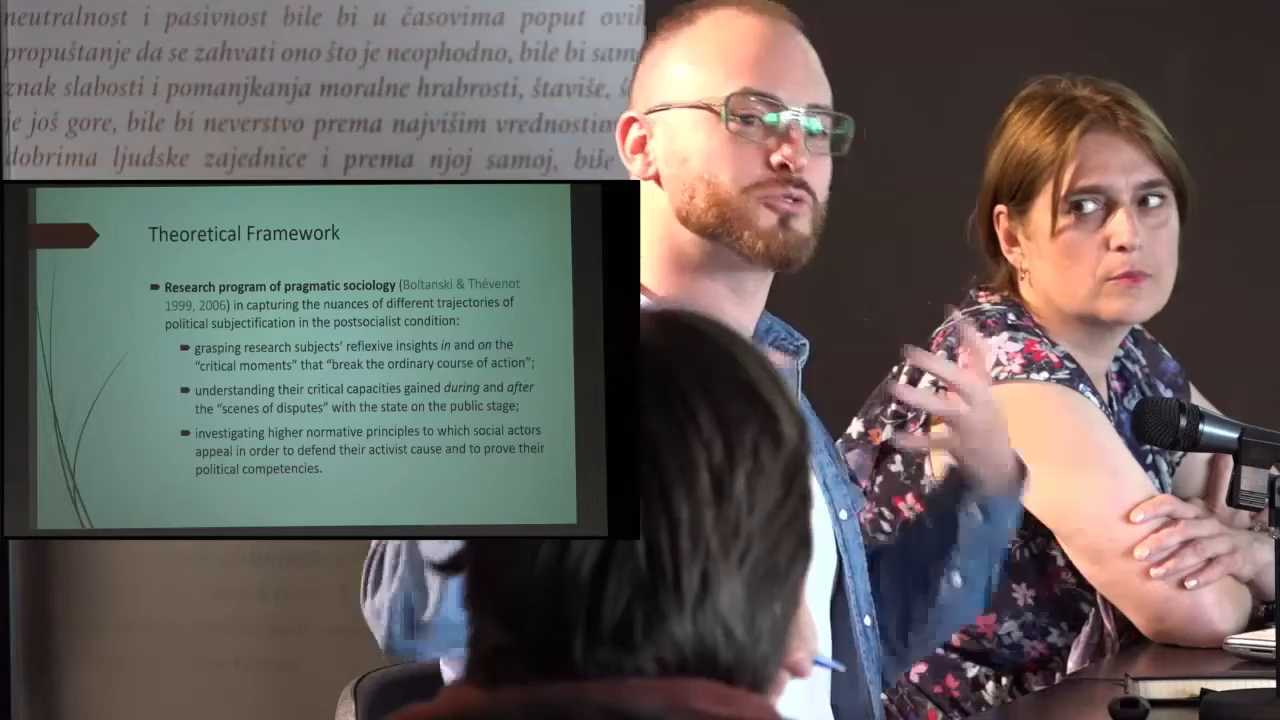 neutralnost i pasivnost bile bi u časovima poput ovih
propuštanje da se zahvati ono što je neophodno, bile bi samo
znak slabosti i pomanjkanja moralne hrabrosti, štaviše,
je još gore, bile bi neverstvo prema najvišim vrednostima
dobrima ljudske zajednice i prema njoj samoj, bile
Theoretical Framework
Research program of pragmatic sociology (Boltanski & Thévenot
1999, 2006) in capturing the nuances of different trajectories of
political subjectification in the postsocialist condition:
grasping research subjects’ reflexive insights in and on the
“critical moments” that “break the ordinary course of action”;
understanding their critical capacities gained during and after
the “scenes of disputes” with the state on the public stage;
investigating higher normative principles to which social actors
appeal in order to defend their activist cause and to prove their
political competencies.